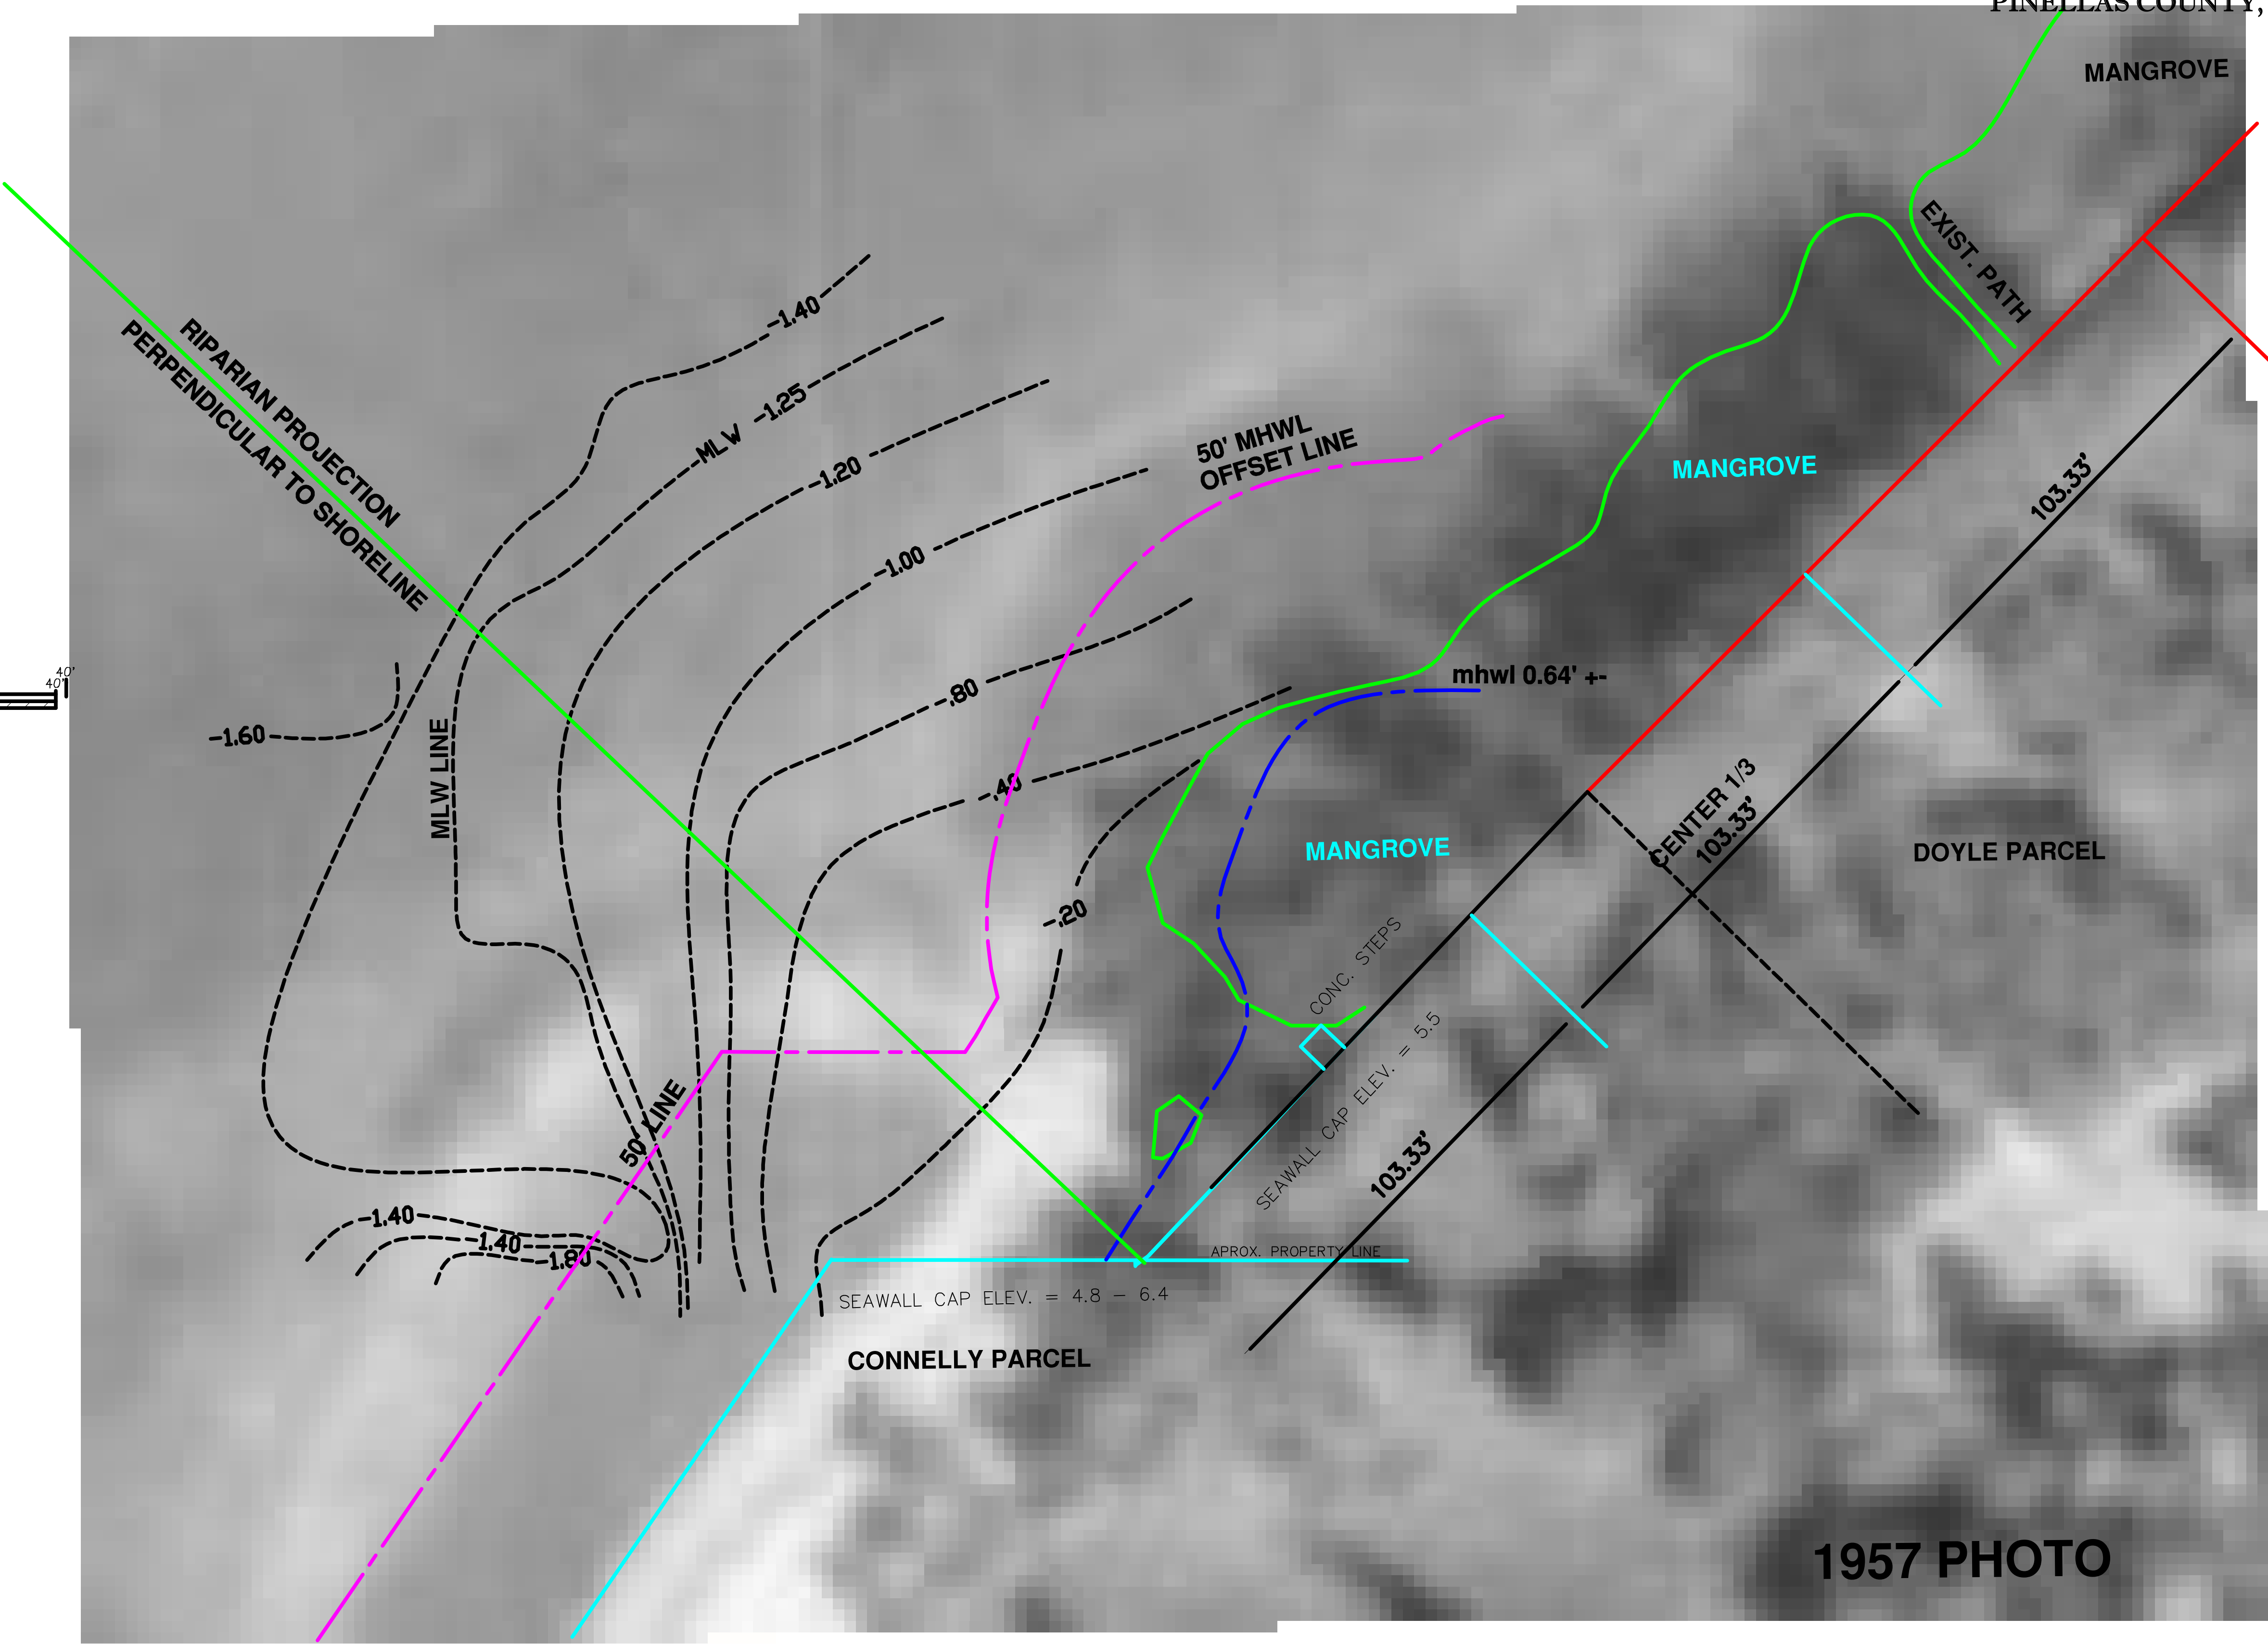 PINELLAS COUNTY,
MANGROVE
EXIST. PATH
RIPARIAN PROJECTION
PERPENDICULAR TO SHORELINE
-1.40
MLW -1.25
-1.20
50' MHWL
OFFSET LINE
MANGROVE
103.33'
-1.00
40'
40'
mhwl 0.64' +-
-.80
-1.60
MLW LINE
-.40
CENTER 1/3
103.33'
MANGROVE
DOYLE PARCEL
-.20
CONC. STEPS
SEAWALL CAP ELEV. = 5.5
50' LINE
103.33'
1.40
1.40
1.80
APROX. PROPERTY LINE
SEAWALL CAP ELEV. = 4.8 - 6.4
CONNELLY PARCEL
1957 PHOTO